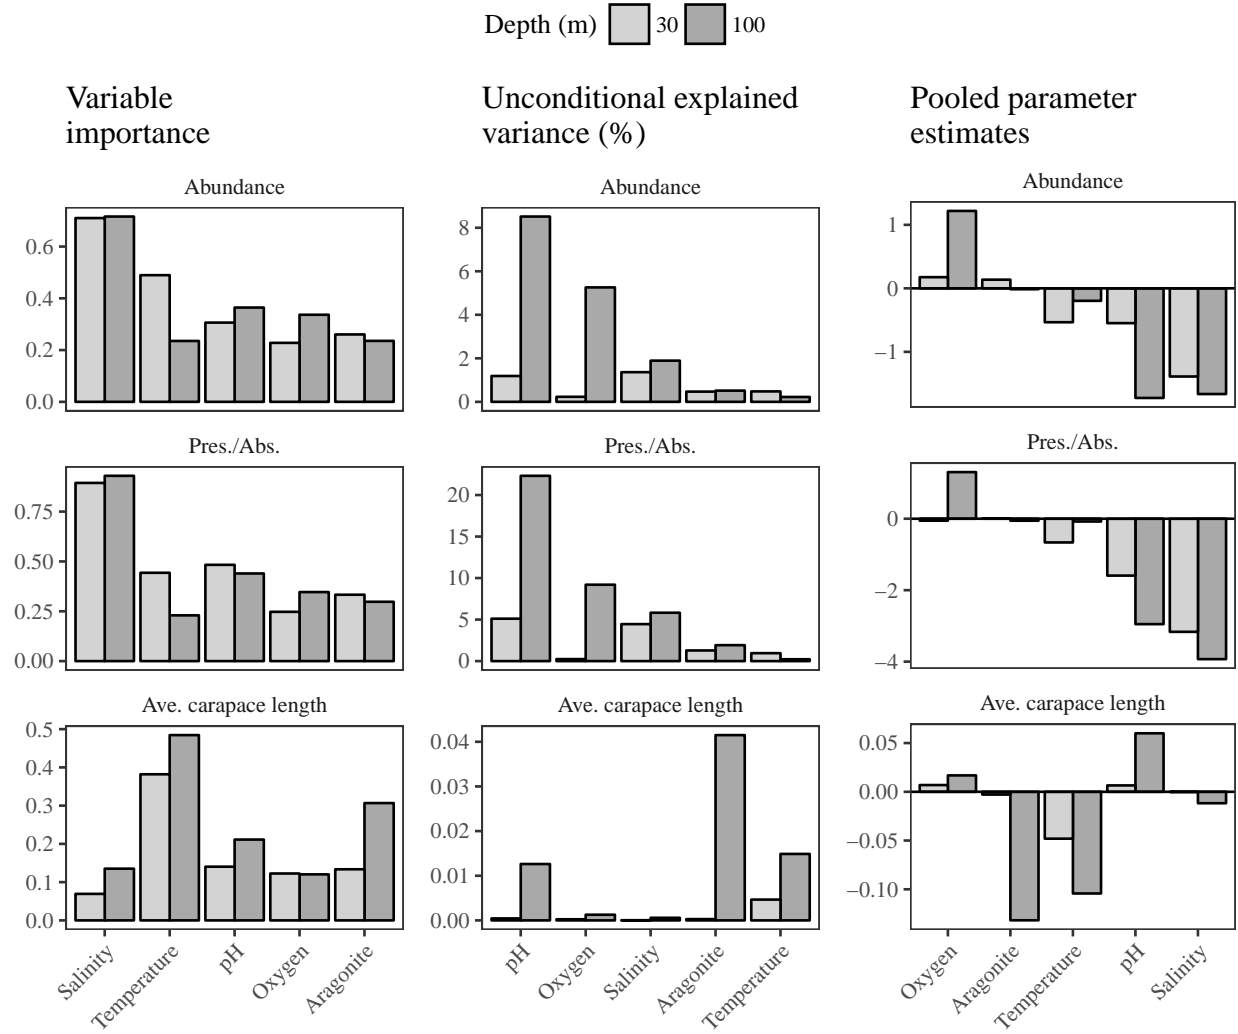 Depth (m) 30 100
Variable
importance
Unconditional explained
variance (%)
Pooled parameter
estimates
Abundance
0.6
0.4
0.2
0.0
Abundance
8
6
4
2
0
Abundance
1
0
−1
Pres./Abs.
0.75
0.50
0.25
0.00
Pres./Abs.
20
15
10
5
0
Pres./Abs.
0
−2
−4
Ave. carapace length
0.5
0.4
0.3
0.2
0.1
0.0
Ave. carapace length
0.04
0.03
0.02
0.01
0.00
Ave. carapace length
0.05
0.00
−0.05
−0.10
Salinity
Temperature
pH
Oxygen
Aragonite
pH
Oxygen
Salinity
Aragonite
Temperature
Oxygen
Aragonite
Temperature
pH
Salinity